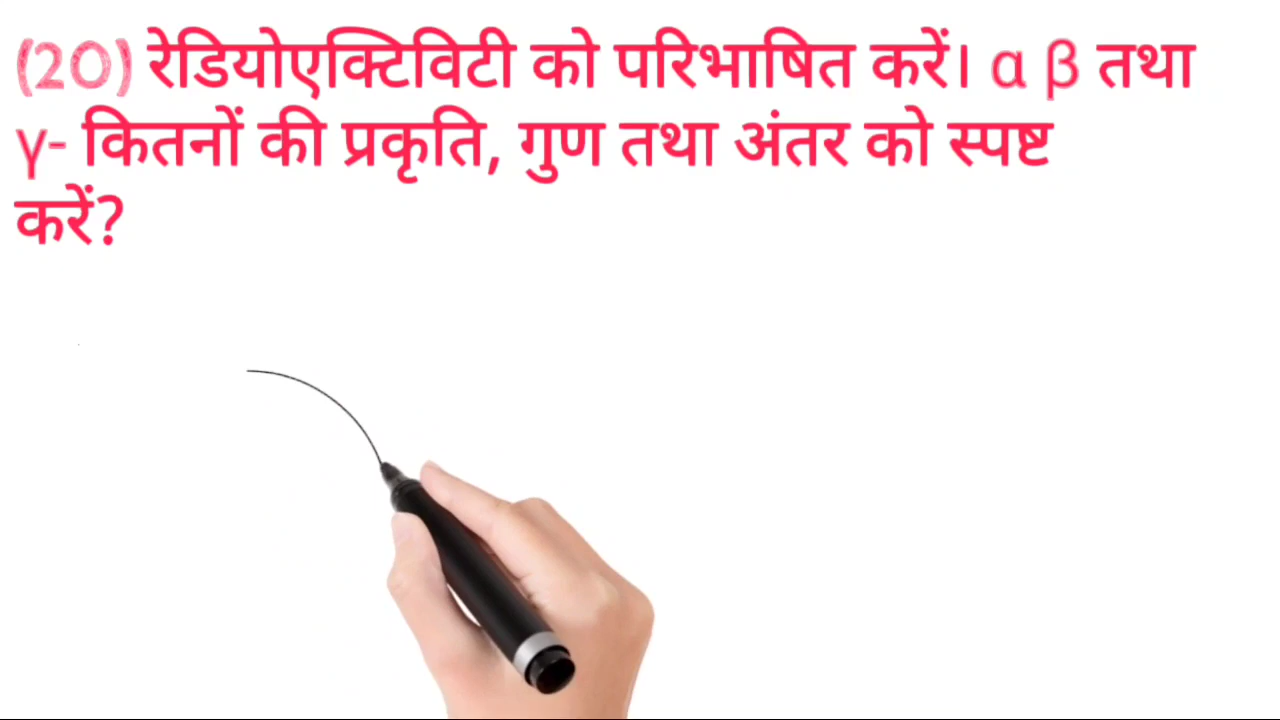 (20) रेडियोएक्टिविटी को परिभाषित करें। α β तथा
γ- कितनों की प्रकृति, गुण तथा अंतर को स्पष्ट
करें?